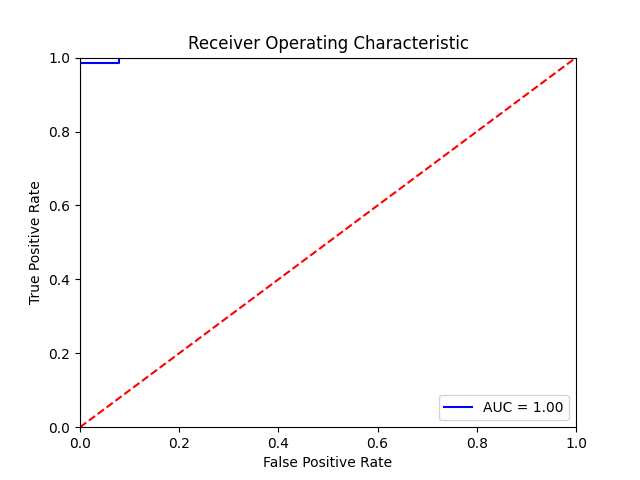 Receiver Operating Characteristic
1.0
0.8
0.6
0.4
0.2
0.0
True Positive Rate
AUC = 1.00
0.0 0.2 0.4 0.6 0.8 1.0
False Positive Rate